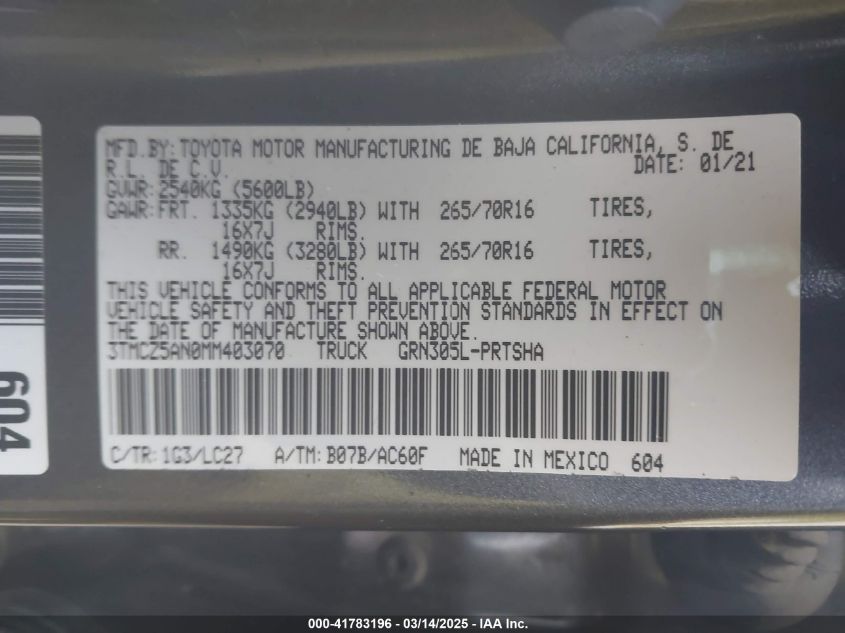 MFD.BY:TOYOTA MOTOR MANUFACTURING DE BAJA CALIFORNIA, S. DE
R.L. DE C.V. DATE: 01/21
GVWR:2540KG (5600LB)
GAWR:FRT. 1335KG (2940LB) WITH 265/70R16 TIRES,
16X7J RIMS.
RR. 1490KG (3280LB) WITH 265/70R16 TIRES,
16X7J RIMS.
THIS VEHICLE CONFORMS TO ALL APPLICABLE FEDERAL MOTOR
VEHICLE SAFETY AND THEFT PREVENTION STANDARDS IN EFFECT ON
THE DATE OF MANUFACTURE SHOWN ABOVE.
3TMCZ5AN0MM403070 TRUCK GRN305L-PRTSHA
C/TR:1G3/LC27 A/TM:B07B/AC60F MADE IN MEXICO 604
604
000-41783196 - 03/14/2025 - IAA Inc.